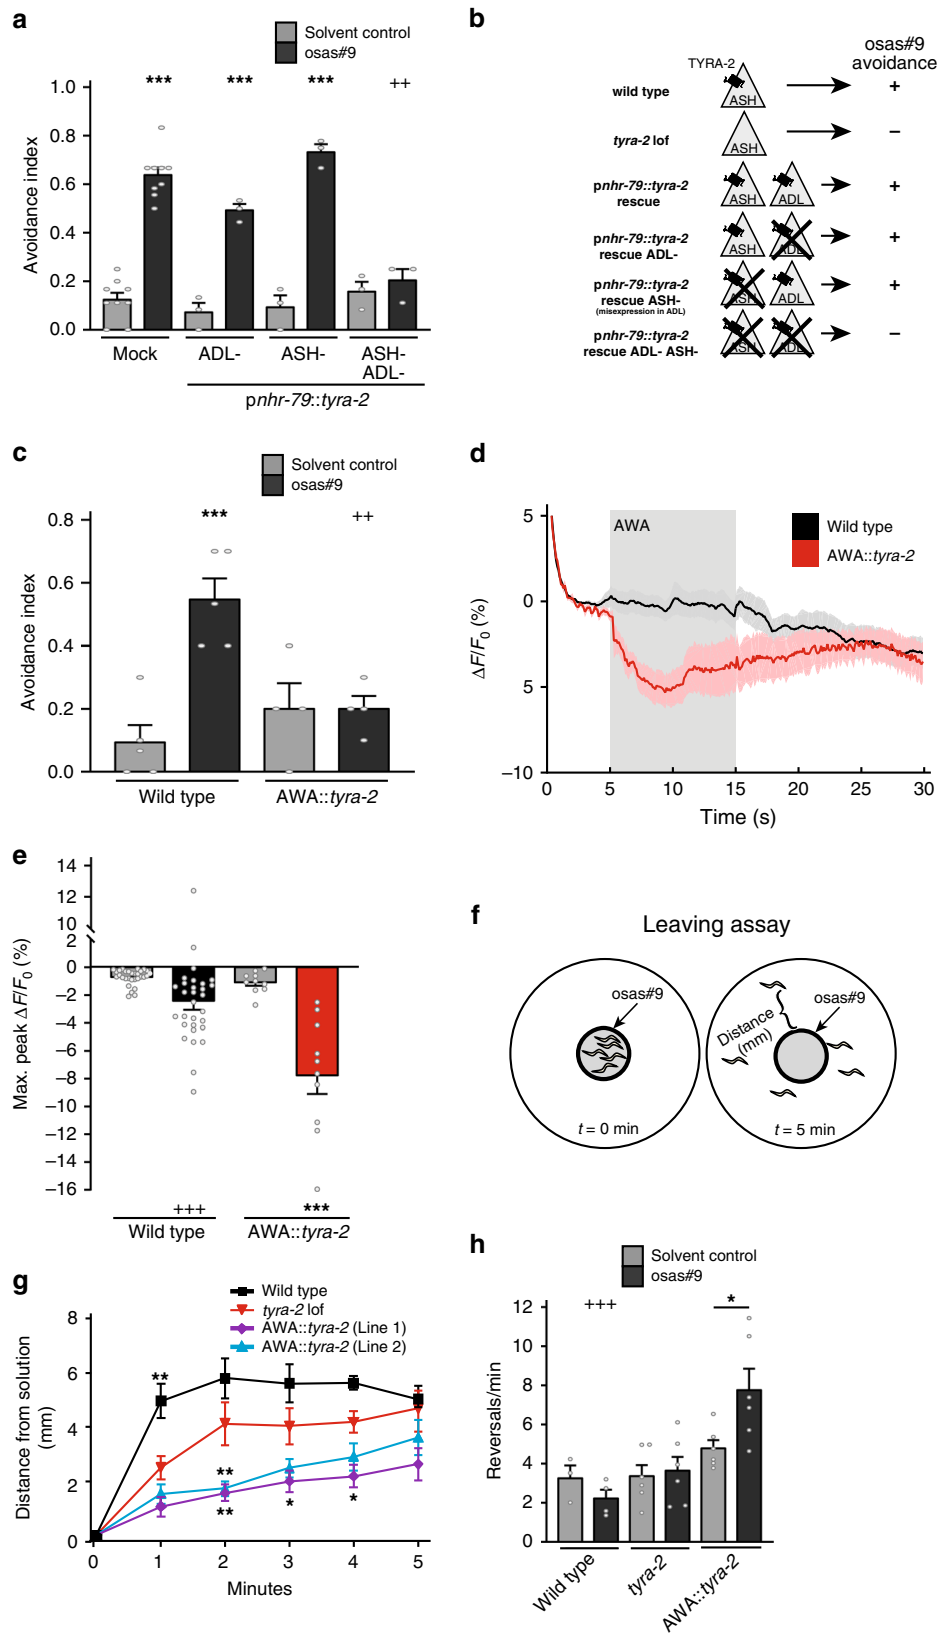 a
Solvent control
osas#9
Avoidance index
1.0
0.8
0.6
0.4
0.2
0.0
***
***
***
++
Mock
ADL-
ASH-
ASH-
ADL-
pnhr-79::tyra-2
b
osas#9
avoidance
TYRA-2
wild type
ASH
+
tyra-2 lof
ASH
–
pnhr-79::tyra-2
rescue
ASH
ADL
+
pnhr-79::tyra-2
rescue ADL-
ASH
ADL
+
pnhr-79::tyra-2
rescue ASH-
(misexpression in ADL)
ASH
ADL
+
pnhr-79::tyra-2
rescue ADL- ASH-
ASH
ADL
–
c
Solvent control
osas#9
Avoidance index
0.8
0.6
0.4
0.2
0.0
***
++
Wild type
AWA::tyra-2
d
AWA
Wild type
AWA::tyra-2
ΔF/F0 (%)
5
0
5
–10
0
5
10
15
20
25
30
Time (s)
e
Max. peak ΔF/F0 (%)
14
12
10
2
0
–2
–4
–6
–8
–10
–12
–14
–16
+++
***
Wild type
AWA::tyra-2
f
Leaving assay
osas#9
t = 0 min
osas#9
Distance
(mm)
t = 5 min
g
Wild type
tyra-2 lof
AWA::tyra-2 (Line 1)
AWA::tyra-2 (Line 2)
Distance from solution
(mm)
8
6
4
2
0
**
**
**
*
*
0
1
2
3
4
5
Minutes
h
Solvent control
osas#9
Reversals/min
12
10
8
6
4
2
0
+++
*
Wild type
tyra-2
AWA::tyra-2